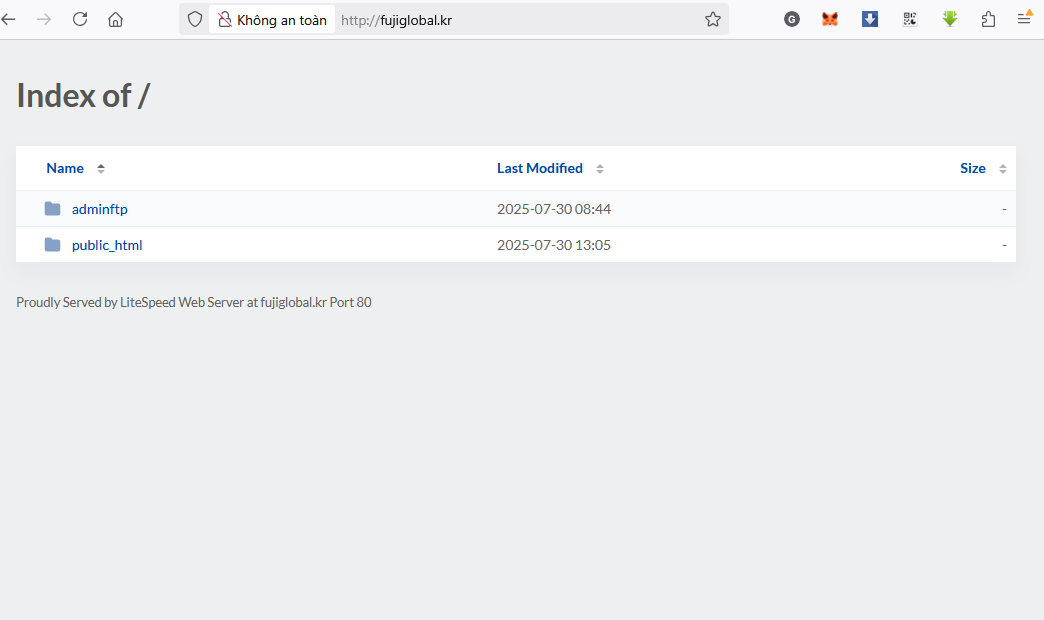 Không an toàn http://fujiglobal.kr
G
Index of /
Name Last Modified Size
adminftp 2025-07-30 08:44 -
public_html 2025-07-30 13:05 -
Proudly Served by LiteSpeed Web Server at fujiglobal.kr Port 80